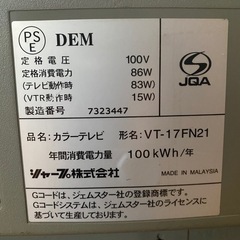 PS
E
DEM
JQA
定格電圧 100V
定格消費電力 86W
(テレビ動作時) 83W)
(VTR動作時) 15W)
製造番号 7323447
品名:カラーテレビ 形名:VT-17FN21
年間消費電力量 100kWh/年
シャープ株式会社 MADE IN MALAYSIA
Gコードは、ジェムスター社の登録商標です。
Gコードシステムは、ジェムスター社のライセンスに
基づいて生産しております。